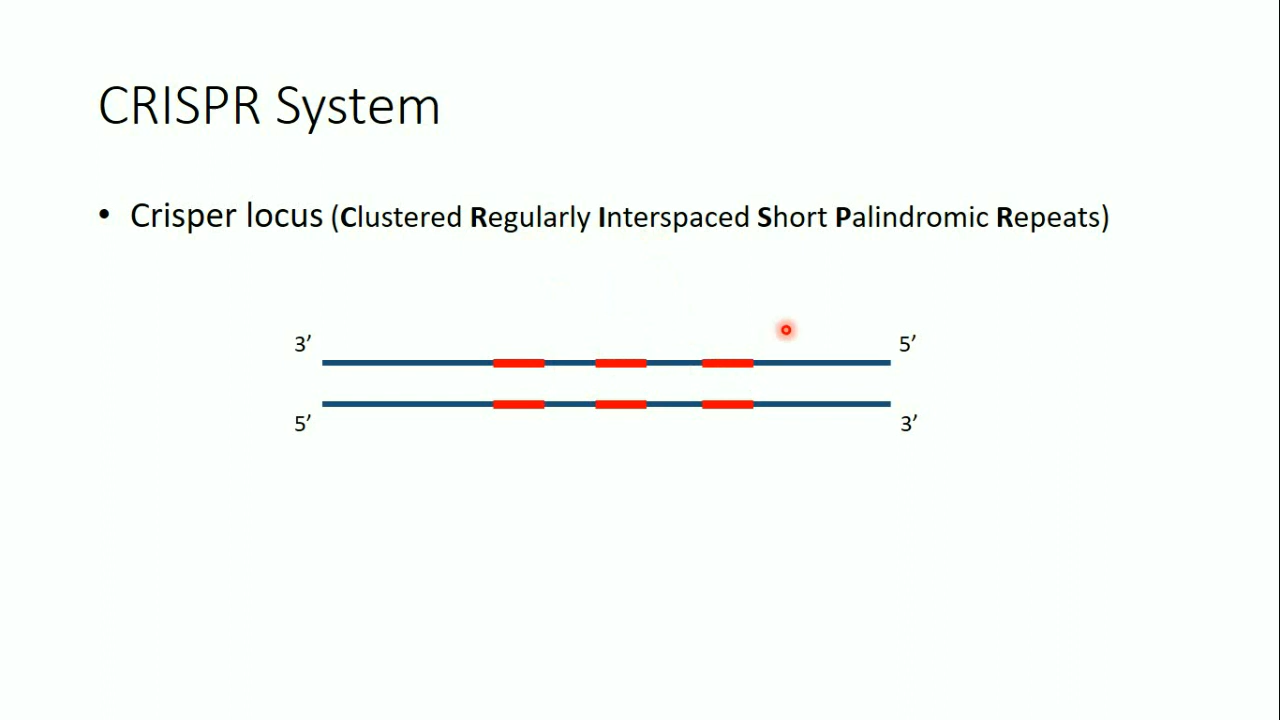 CRISPR System
• Crisper locus (Clustered Regularly Interspaced Short Palindromic Repeats)
3’ 5’
5’ 3’